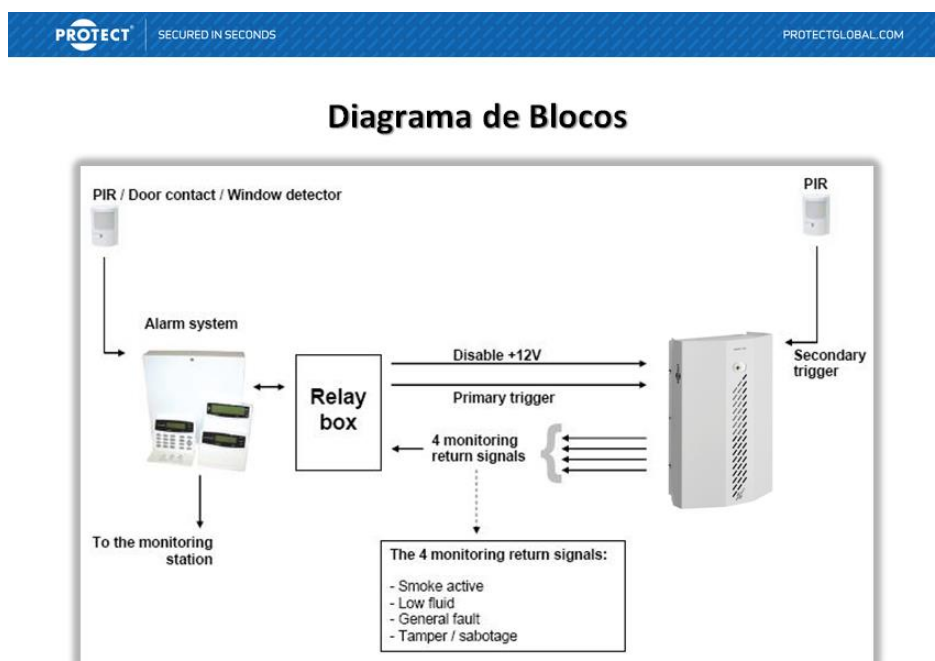 PROTECT® SECURED IN SECONDS PROTECTGLOBAL.COM
Diagrama de Blocos
PIR / Door contact / Window detector
PIR
Alarm system
Disable +12V
Secondary
trigger
Relay
box
Primary trigger
4 monitoring
return signals
To the monitoring
station
The 4 monitoring return signals:
- Smoke active
- Low fluid
- General fault
- Tamper / sabotage